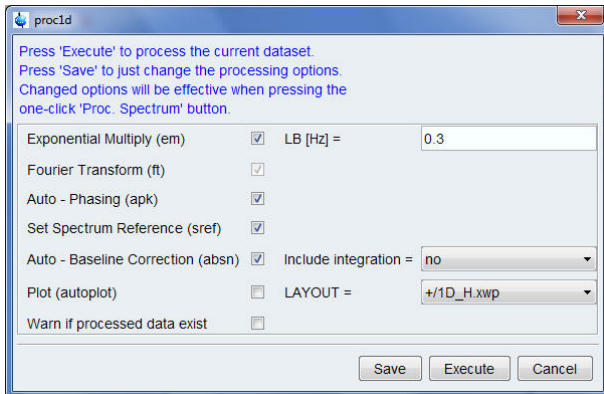 proc1d
Press 'Execute' to process the current dataset.
Press 'Save' to just change the processing options.
Changed options will be effective when pressing the
one-click 'Proc. Spectrum' button.
Exponential Multiply (em) LB [Hz] = 0.3
Fourier Transform (ft)
Auto - Phasing (apk)
Set Spectrum Reference (sref)
Auto - Baseline Correction (absn) Include integration = no
Plot (autoplot) LAYOUT = +/1D_H.xwp
Warn if processed data exist
Save Execute Cancel